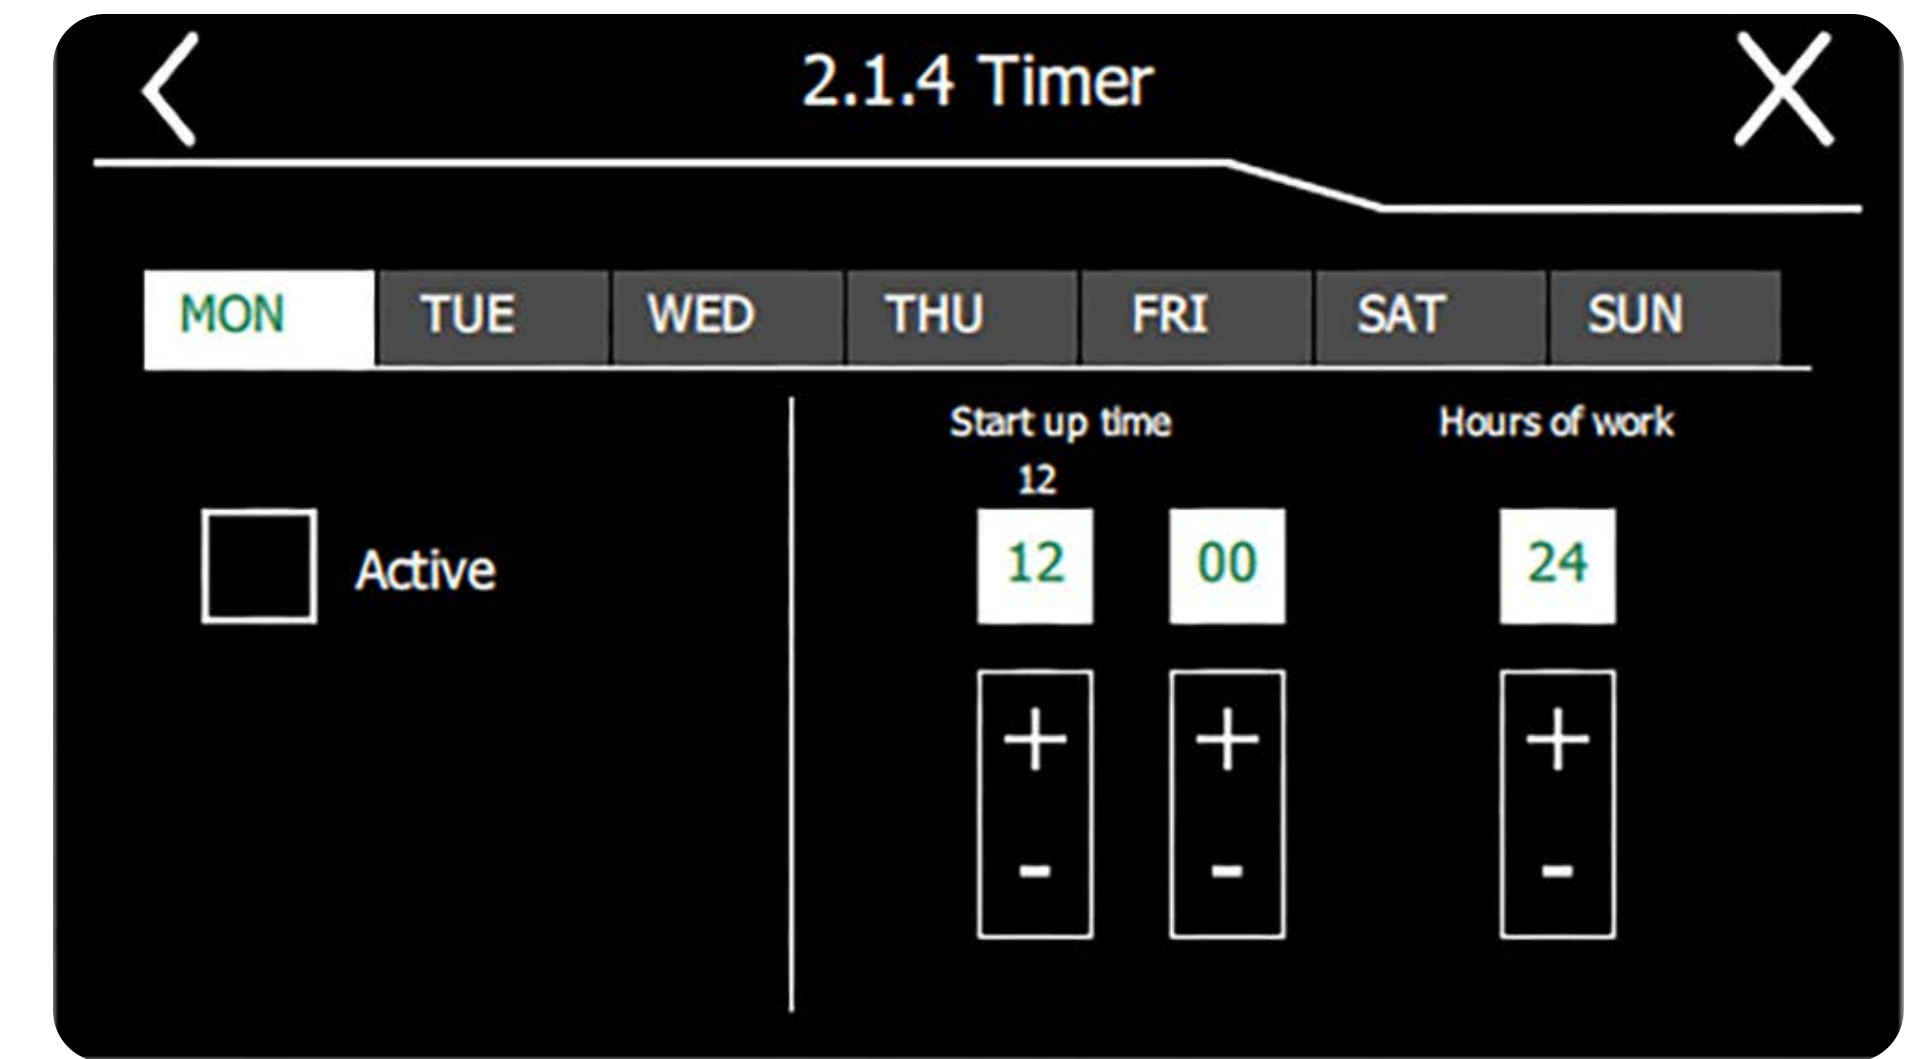 2.1.4 Timer
MON TUE WED THU FRI SAT SUN
Start up time Hours of work
12
Active 12 00 24
+ + +
- - -